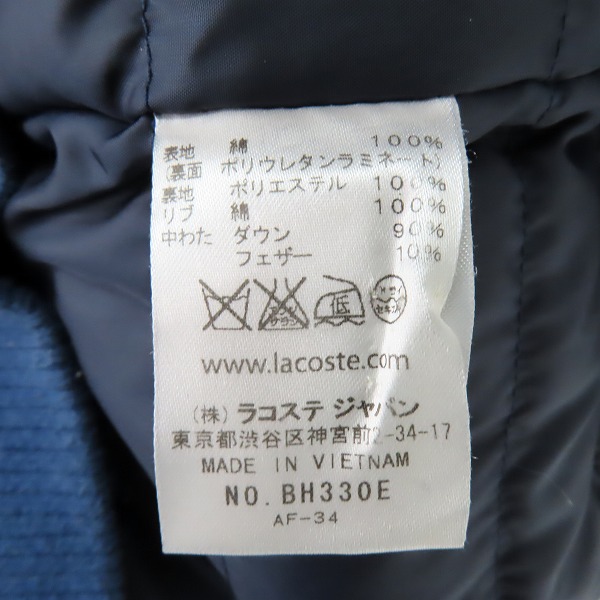 表地 綿 100%
(裏面 ポリウレタンラミネート)
裏地 ポリエステル 100%
リブ 綿 100%
中わた ダウン 90%
フェザー 10%
低
www.lacoste.com
(株) ラコステ ジャパン
東京都渋谷区神宮前2-34-17
MADE IN VIETNAM
NO. BH330E
AF-34